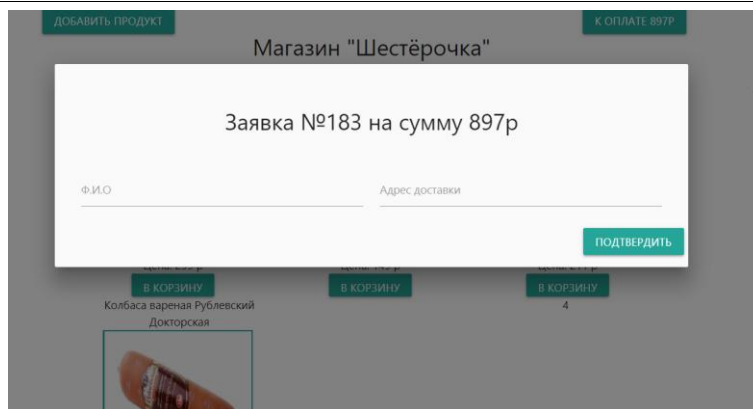 ДОБАВИТЬ ПРОДУКТ
К ОПЛАТЕ 897Р
Магазин "Шестёрочка"
Заявка №183 на сумму 897р
Ф.И.О
Адрес доставки
ПОДТВЕРДИТЬ
В КОРЗИНУ
В КОРЗИНУ
В КОРЗИНУ
Колбаса вареная Рублевский
Докторская
4